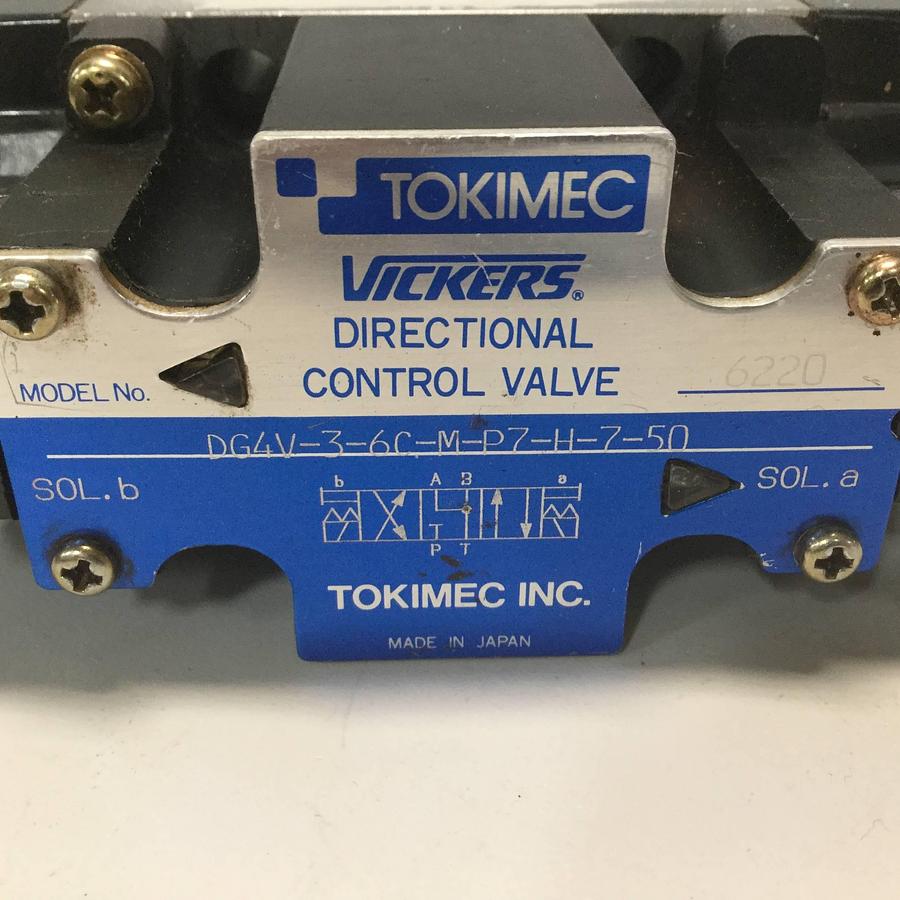 TOKIMEC
VICKERS®
DIRECTIONAL
CONTROL VALVE
6220
MODEL No.
DG4V-3-6C-M-P7-H-7-50
SOL.b
SOL.a
b A B a
T
P T
TOKIMEC INC.
MADE IN JAPAN